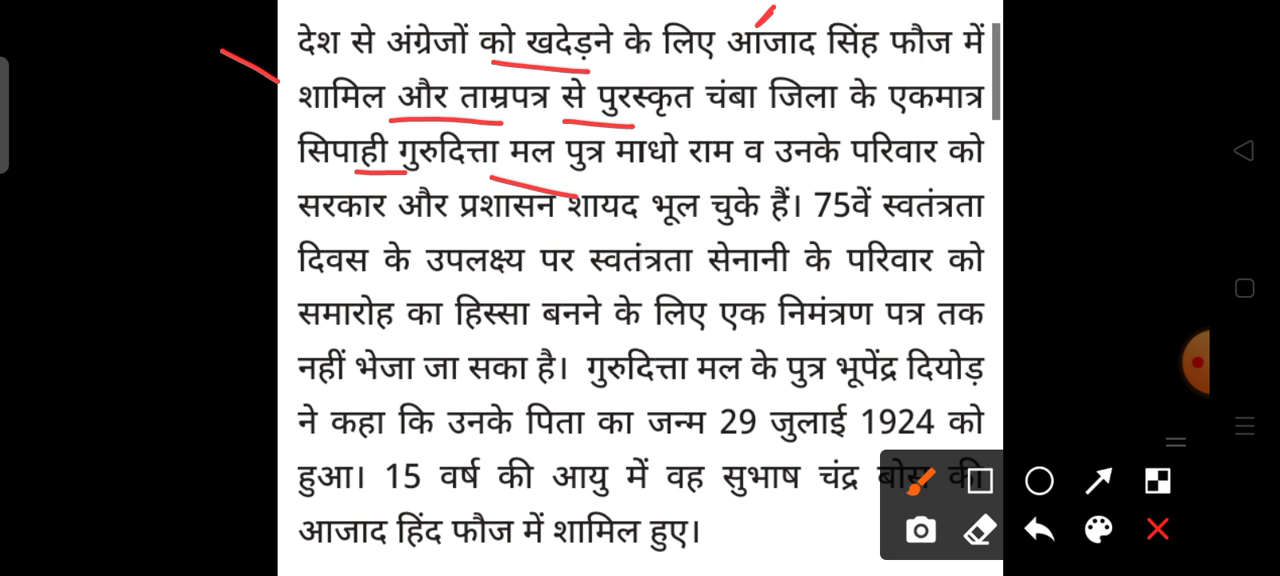 देश से अंग्रेजों को खदेड़ने के लिए आजाद सिंह फौज में
शामिल और ताम्रपत्र से पुरस्कृत चंबा जिला के एकमात्र
सिपाही गुरुदित्ता मल पुत्र माधो राम व उनके परिवार को
सरकार और प्रशासन शायद भूल चुके हैं। 75वें स्वतंत्रता
दिवस के उपलक्ष्य पर स्वतंत्रता सेनानी के परिवार को
समारोह का हिस्सा बनने के लिए एक निमंत्रण पत्र तक
नहीं भेजा जा सका है। गुरुदित्ता मल के पुत्र भूपेंद्र दियोड़
ने कहा कि उनके पिता का जन्म 29 जुलाई 1924 को
हुआ। 15 वर्ष की आयु में वह सुभाष चंद्र बोस की
आजाद हिंद फौज में शामिल हुए।